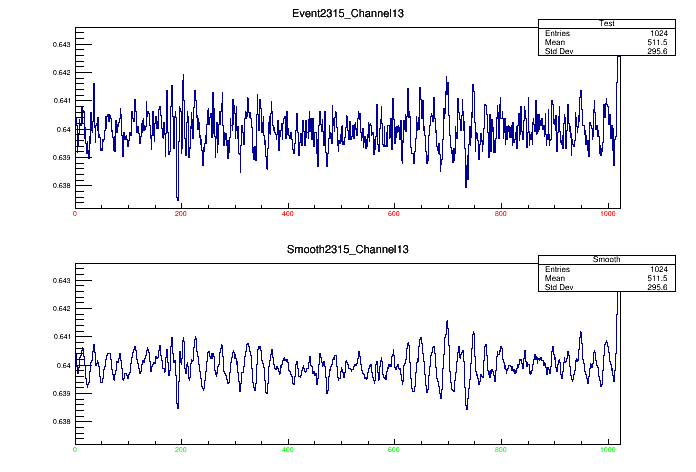 Event2315_Channel13
Test
Entries 1024
Mean 511.5
Std Dev 295.6
0.643
0.642
0.641
0.64
0.639
0.638
0 200 400 600 800 1000
Smooth2315_Channel13
Smooth
Entries 1024
Mean 511.5
Std Dev 295.6
0.643
0.642
0.641
0.64
0.639
0.638
0 200 400 600 800 1000